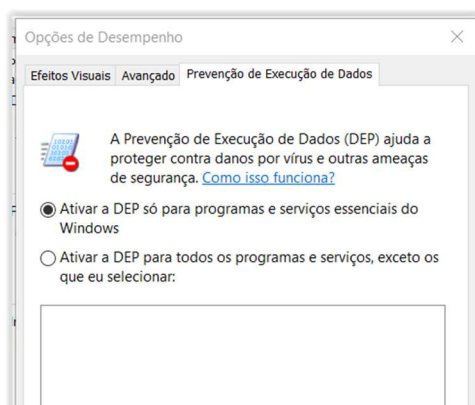 Opções de Desempenho
Efeitos Visuais Avançado Prevenção de Execução de Dados
A Prevenção de Execução de Dados (DEP) ajuda a
proteger contra danos por vírus e outras ameaças
de segurança. Como isso funciona?
Ativar a DEP só para programas e serviços essenciais do
Windows
Ativar a DEP para todos os programas e serviços, exceto os
que eu selecionar: